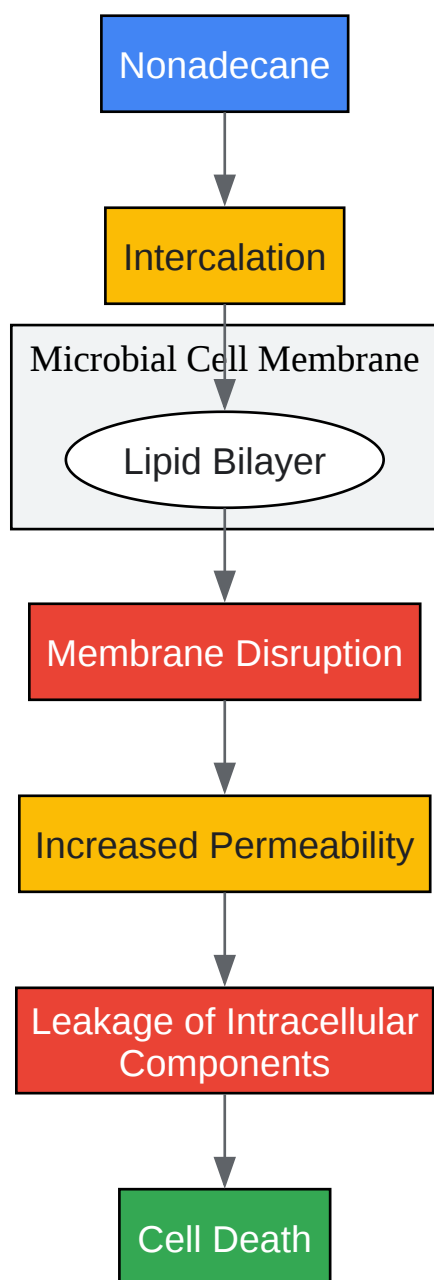 Nonadecane
Intercalation
Microbial Cell Membrane
Lipid Bilayer
Membrane Disruption
Increased Permeability
Leakage of Intracellular
Components
Cell Death